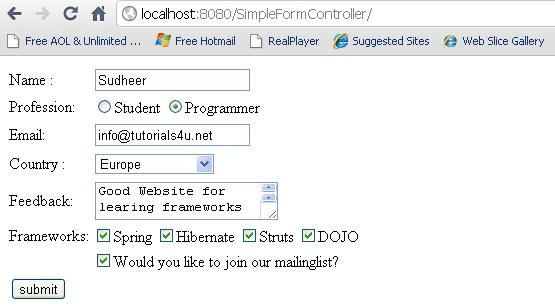 localhost:8080/SimpleFormController/
Free AOL & Unlimited ... Free Hotmail RealPlayer Suggested Sites Web Slice Gallery
Name : Sudheer
Profession: Student Programmer
Email: info@tutorials4u.net
Country : Europe
Feedback: Good Website for
learing frameworks
Frameworks: Spring Hibernate Struts DOJO
Would you like to join our mailinglist?
submit